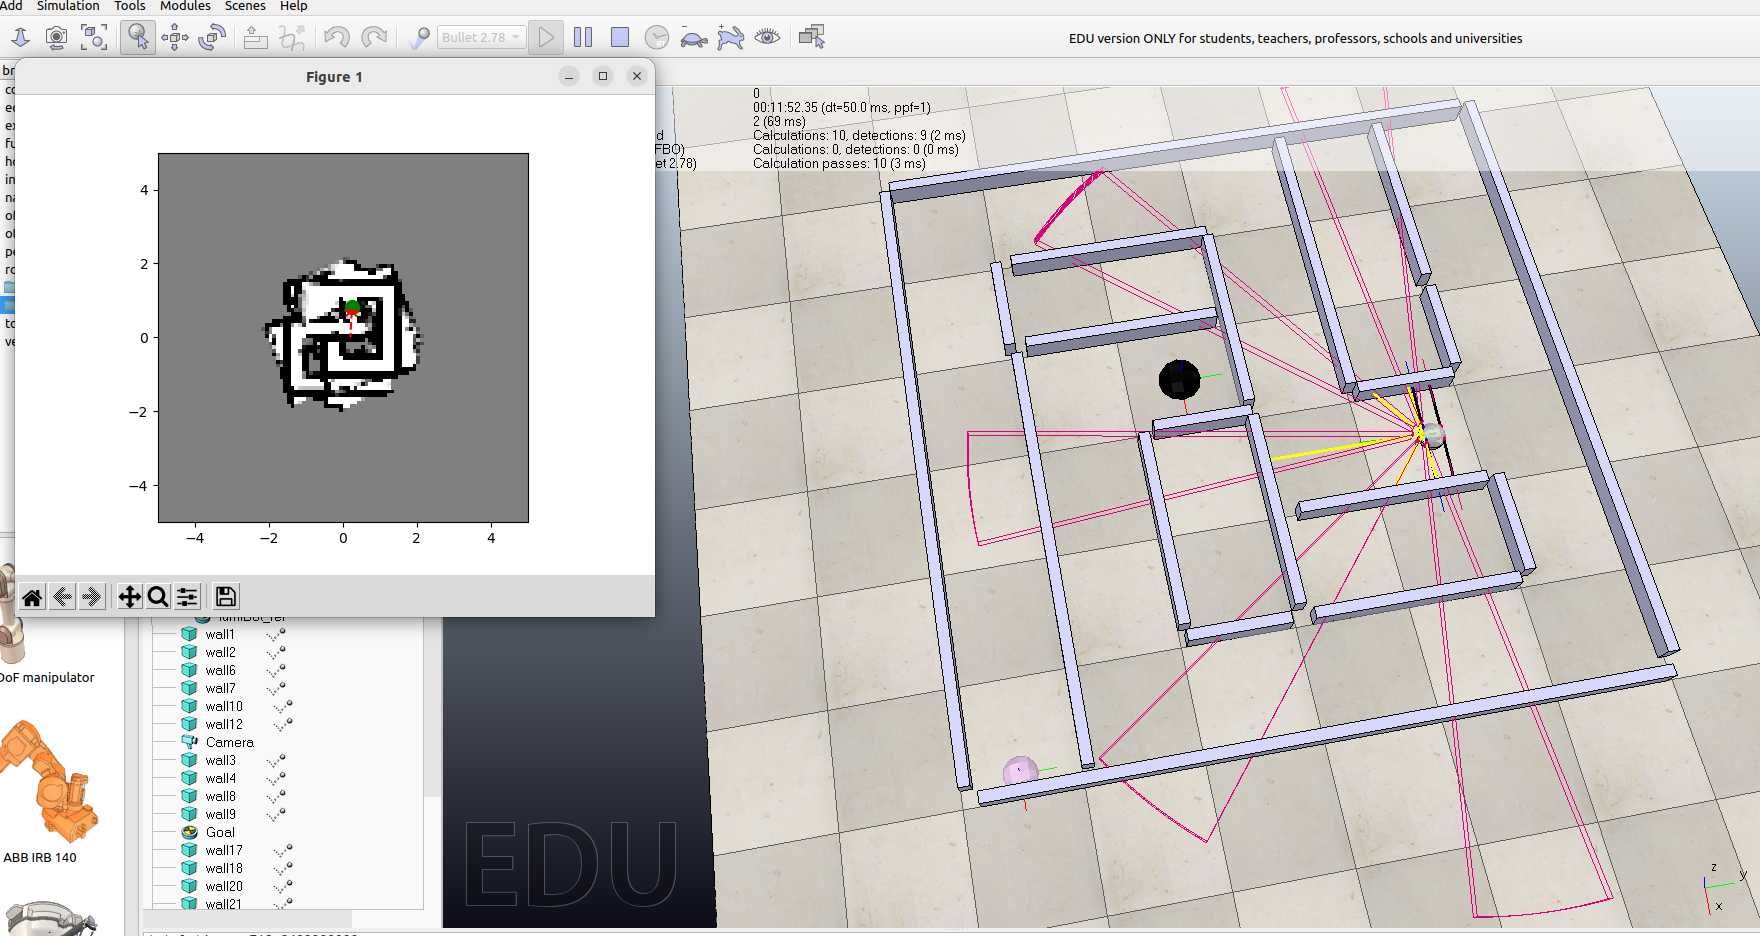 Add Simulation Tools Modules Scenes Help
Bullet 2.78
EDU version ONLY for students, teachers, professors, schools and universities
Figure 1
0
00:11:52.35 (dt=50.0 ms, ppf=1)
2 (69 ms)
Calculations: 10, detections: 9 (2 ms)
FBO) Calculations: 0, detections: 0 (0 ms)
et 2.78) Calculation passes: 10 (3 ms)
4
2
0
−2
−4
−4 −2 0 2 4
wall1
wall2
wall6
wall7
wall10
wall12
Camera
wall3
wall4
wall8
wall9
Goal
wall17
wall18
wall20
wall21
DoF manipulator
ABB IRB 140
EDU
z
y
x